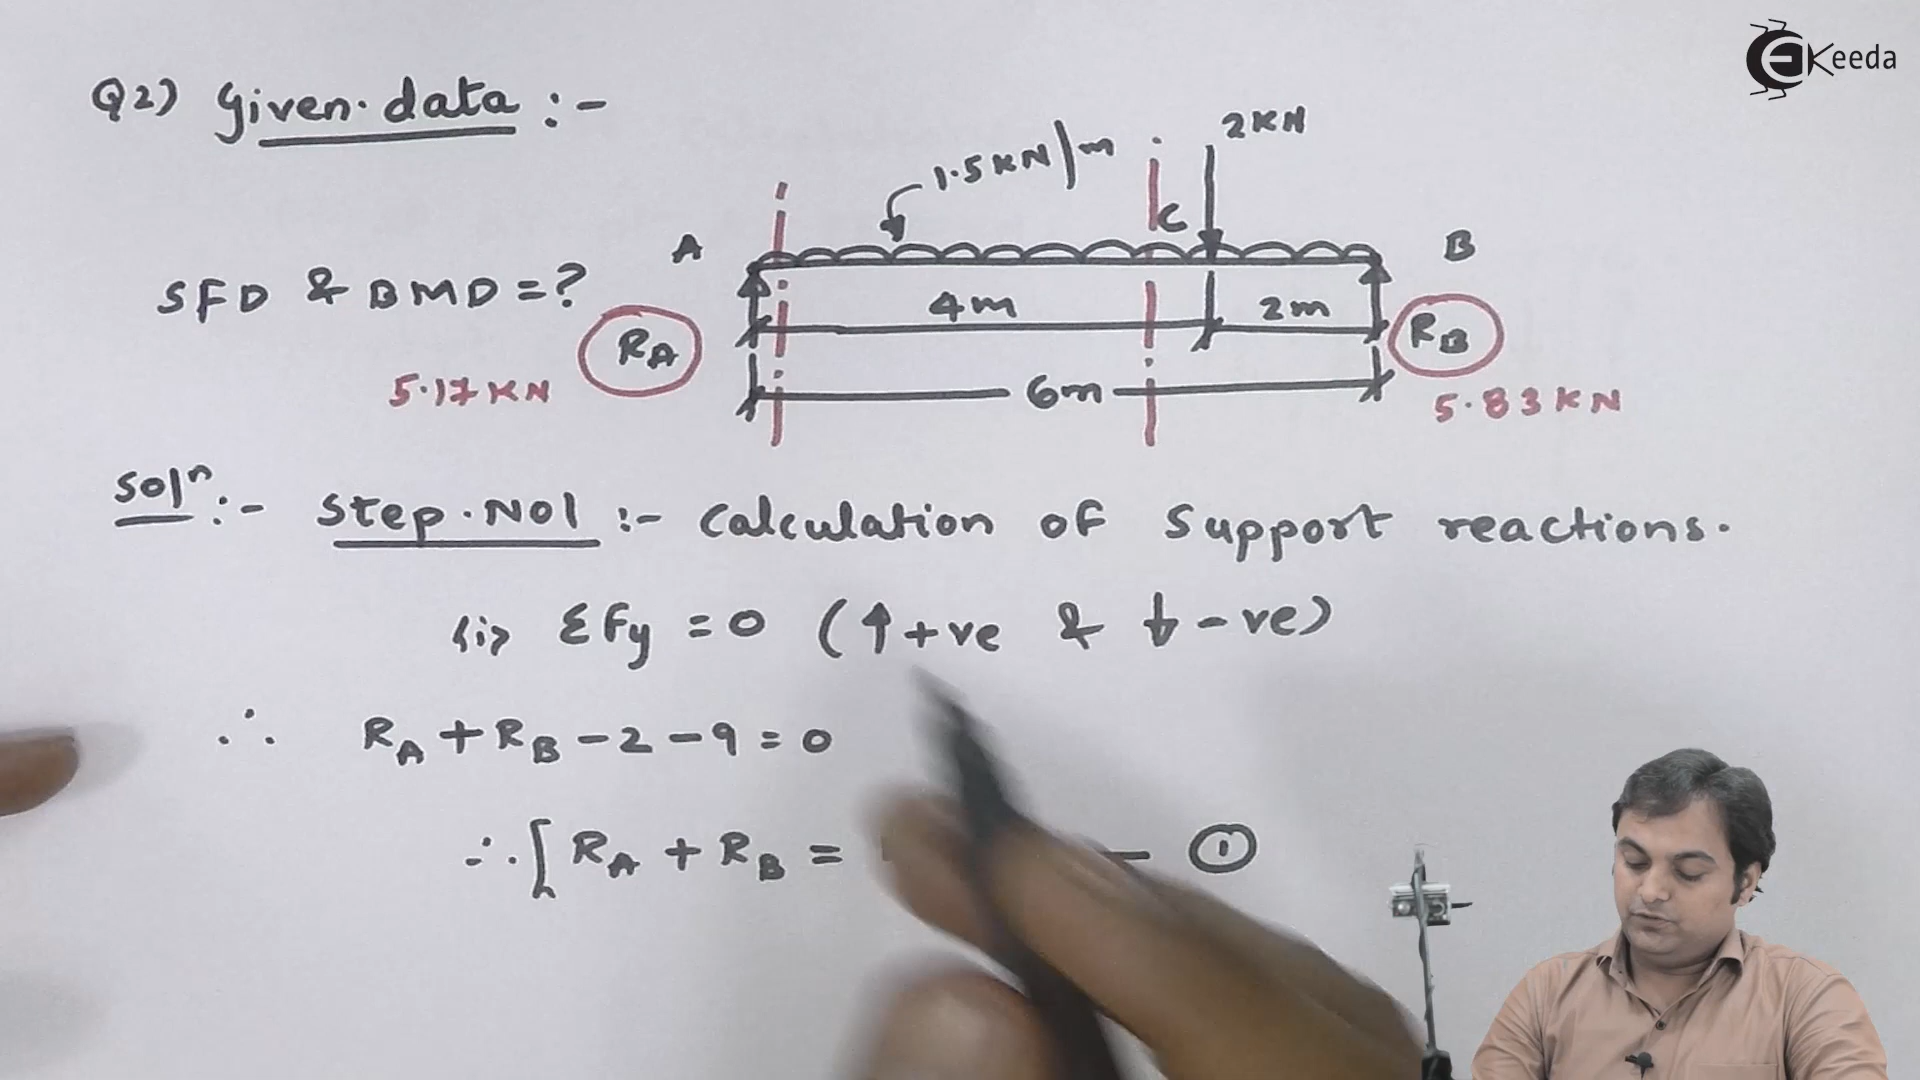 EKeeda
Q2) Given data :-
2KN
1.5KN/m
A
C
B
SFD & BMD = ?
4m
2m
RA
RB
5.17KN
6m
5.83KN
Solⁿ :- Step.No1 :- Calculation of support reactions.
(i) ΣFy = 0 (↑+ve & ↓-ve)
∴ RA + RB - 2 - 9 = 0
∴ [ RA + RB = — ①